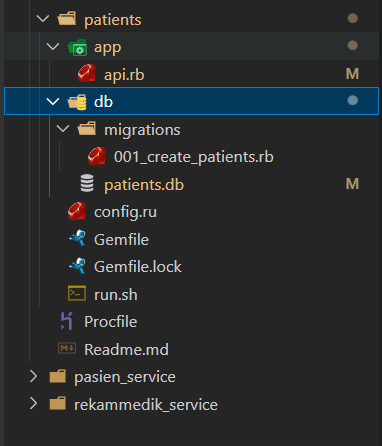 patients
app
api.rb M
db
migrations
001_create_patients.rb
patients.db M
config.ru
Gemfile
Gemfile.lock
run.sh
Procfile
Readme.md
pasien_service
rekammedik_service